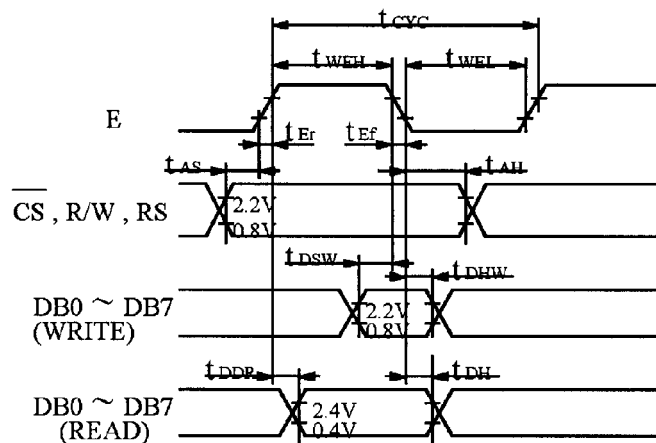 tCYC
tWEH tWEL
E
tEr tEf
tAS tAH
CS , R/W , RS
2.2V
0.8V
tDSW tDHW
DB0 ~ DB7
(WRITE)
2.2V
0.8V
tDDR tDH
DB0 ~ DB7
(READ)
2.4V
0.4V